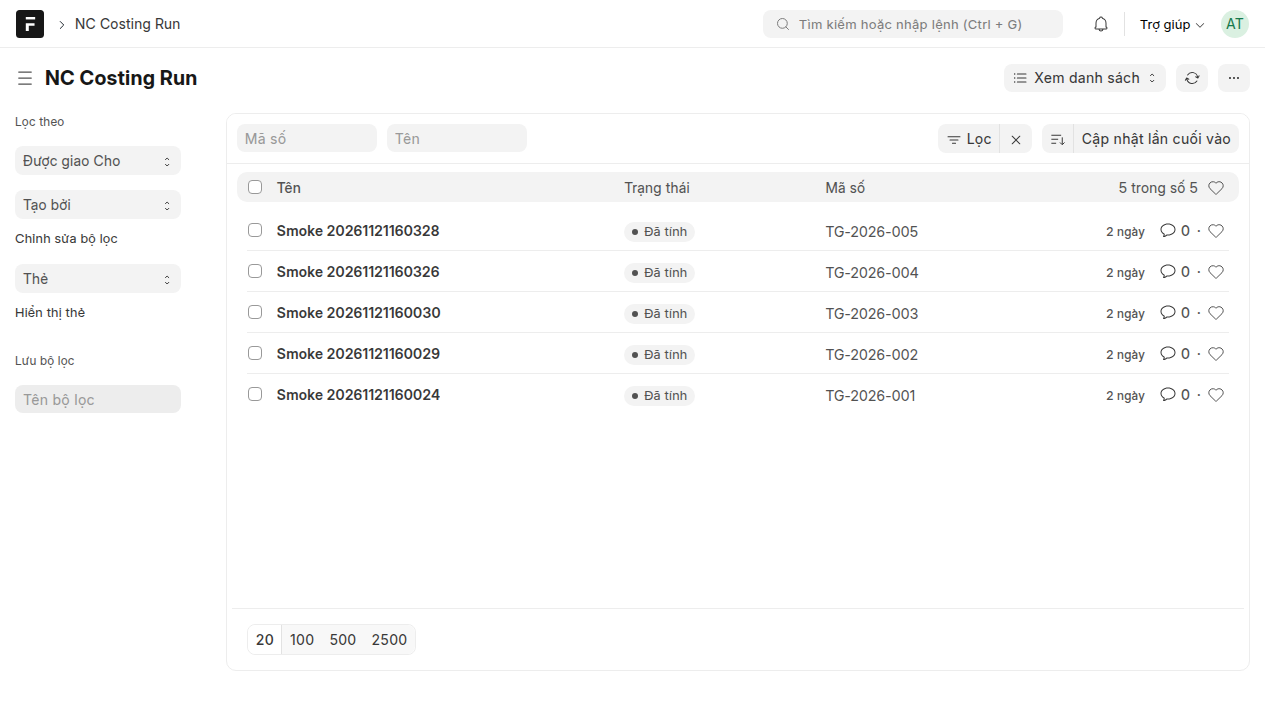 NC Costing Run
Tìm kiếm hoặc nhập lệnh (Ctrl + G)
Trợ giúp
AT
NC Costing Run
Xem danh sách
Lọc theo
Được giao Cho
Tạo bởi
Chỉnh sửa bộ lọc
Thẻ
Hiển thị thẻ
Lưu bộ lọc
Tên bộ lọc
Mã số
Tên
Lọc
Cập nhật lần cuối vào
Tên Trạng thái Mã số 5 trong số 5
Smoke 20261121160328 Đã tính TG-2026-005 2 ngày 0 ·
Smoke 20261121160326 Đã tính TG-2026-004 2 ngày 0 ·
Smoke 20261121160030 Đã tính TG-2026-003 2 ngày 0 ·
Smoke 20261121160029 Đã tính TG-2026-002 2 ngày 0 ·
Smoke 20261121160024 Đã tính TG-2026-001 2 ngày 0 ·
20 100 500 2500